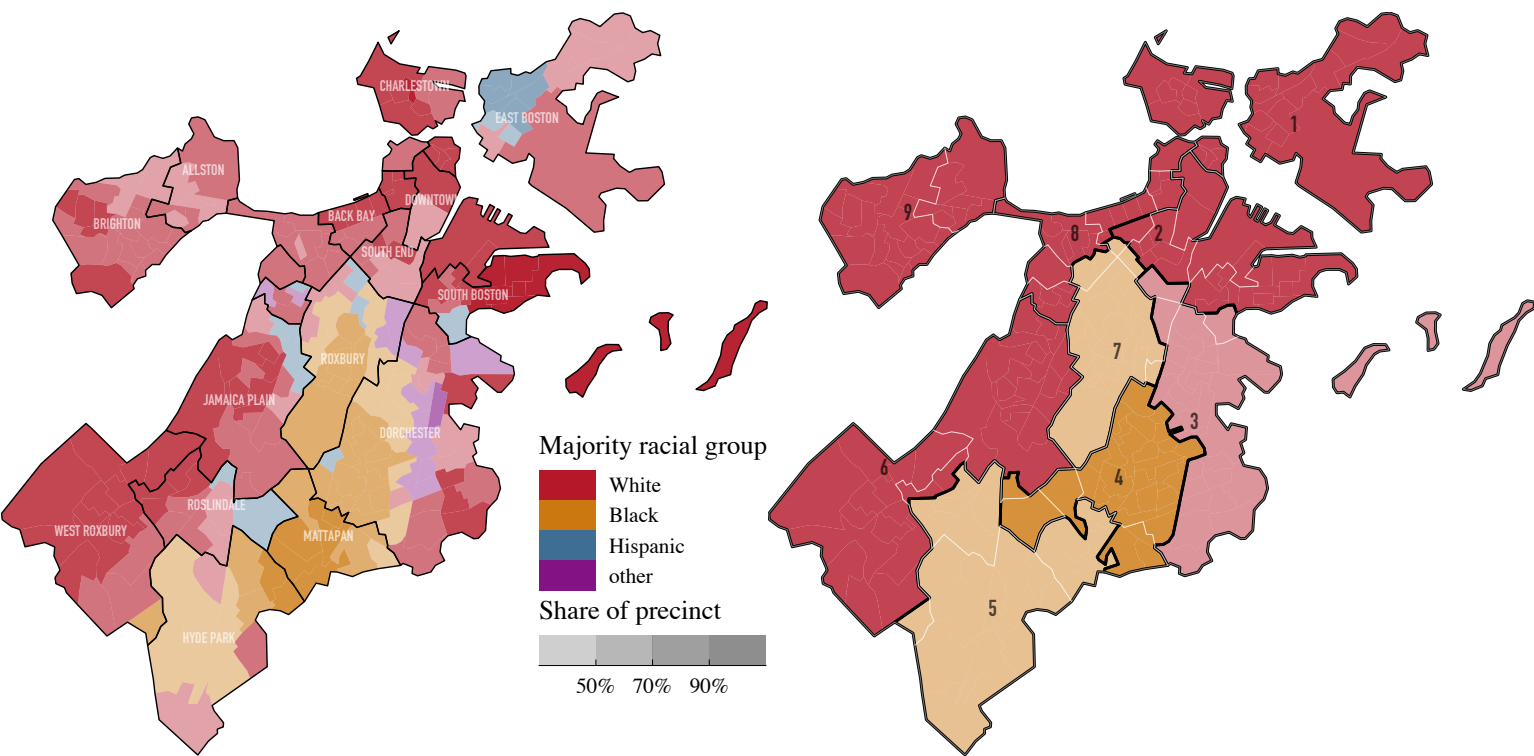 CHARLESTOWN
EAST BOSTON
ALLSTON
BRIGHTON
BACK BAY
DOWNTOWN
SOUTH END
SOUTH BOSTON
ROXBURY
JAMAICA PLAIN
DORCHESTER
ROSLINDALE
WEST ROXBURY
MATTAPAN
HYDE PARK
Majority racial group
White
Black
Hispanic
other
Share of precinct
50% 70% 90%
1
9
8
2
7
3
6
4
5